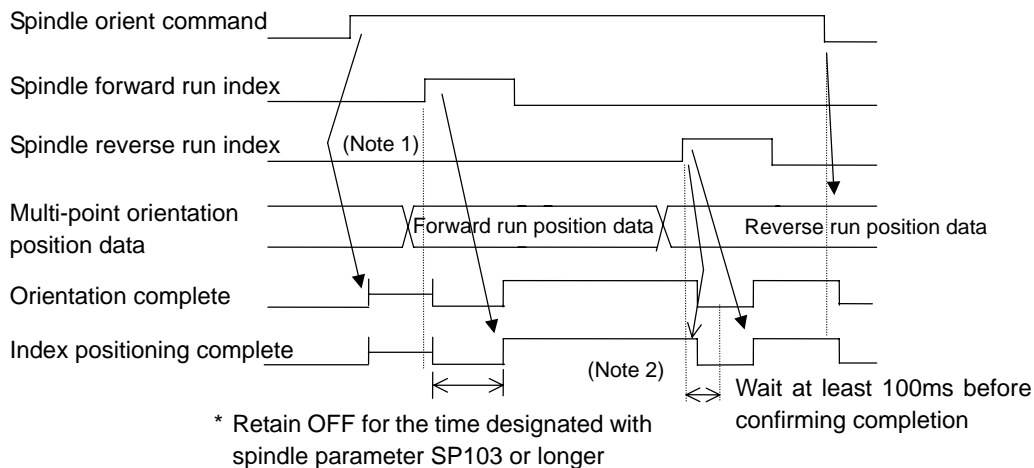 Spindle orient command
Spindle forward run index
Spindle reverse run index
(Note 1)
Multi-point orientation
position data
Forward run position data
Reverse run position data
Orientation complete
Index positioning complete
(Note 2)
Wait at least 100ms before
confirming completion
* Retain OFF for the time designated with
spindle parameter SP103 or longer